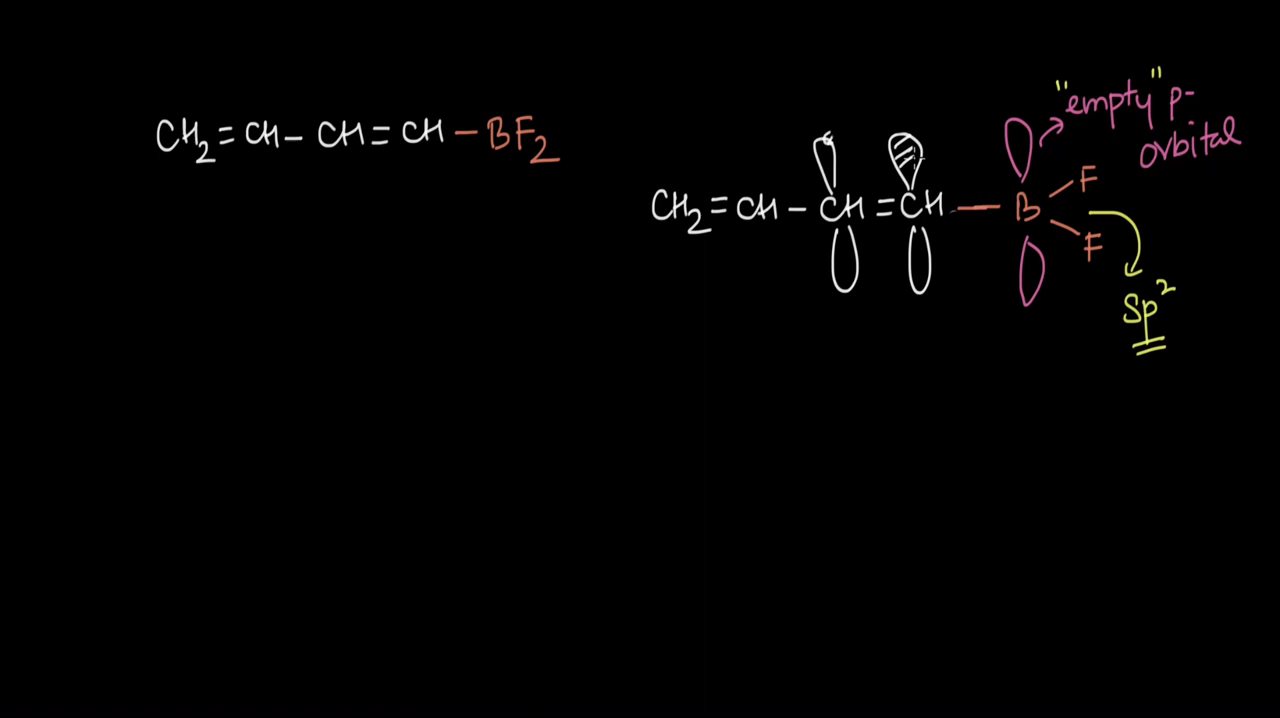 CH₂=CH–CH=CH–BF₂
"empty" p-
orbital
CH₂=CH–CH=CH–B
F
F
sp²